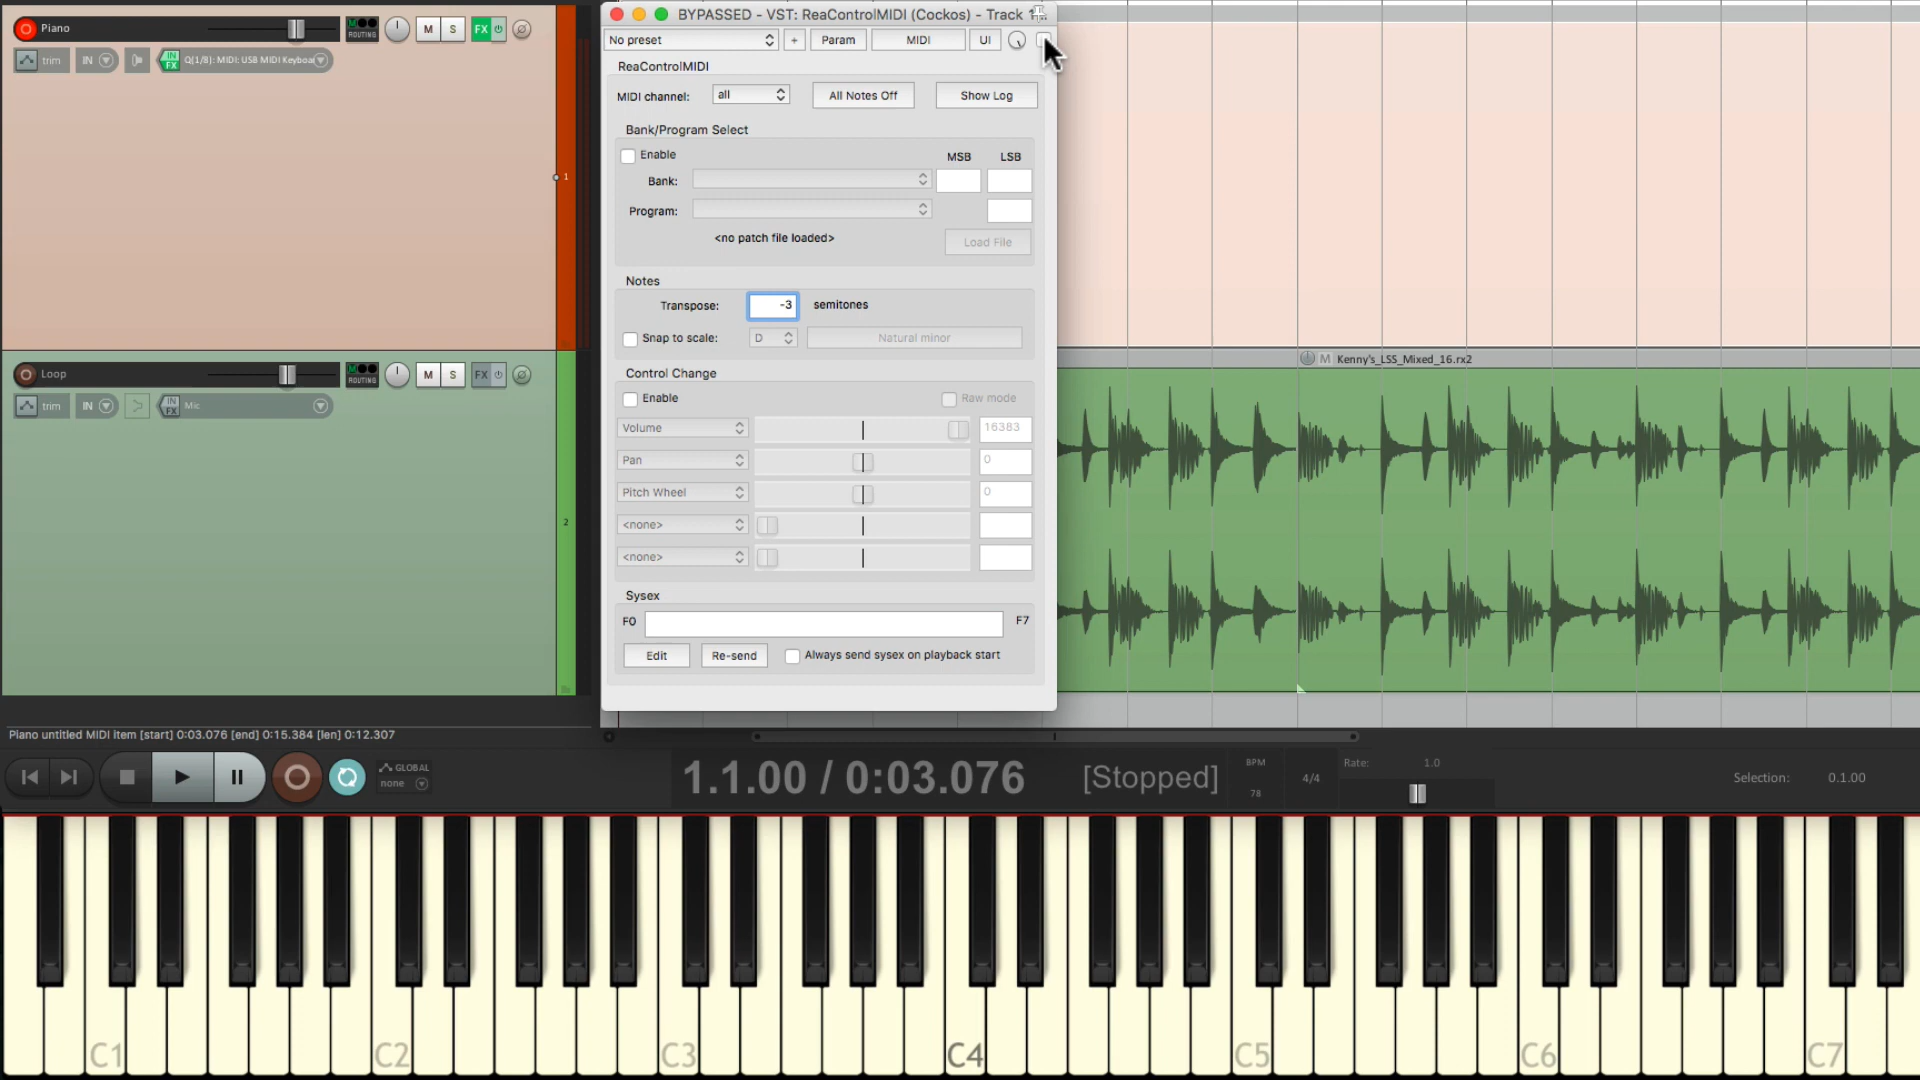 Piano
ROUTING
M S FX
trim IN IN FX Q(1/8): MIDI: USB MIDI Keyboa
1
Loop
ROUTING
M S FX
trim IN IN FX Mic
2
BYPASSED - VST: ReaControlMIDI (Cockos) - Track 1...
No preset + Param MIDI UI
ReaControlMIDI
MIDI channel: all All Notes Off Show Log
Bank/Program Select
Enable MSB LSB
Bank:
Program:
<no patch file loaded> Load File
Notes
Transpose: -3 semitones
Snap to scale: D Natural minor
Control Change
Enable Raw mode
Volume 16383
Pan 0
Pitch Wheel 0
<none>
<none>
Sysex
F0 F7
Edit Re-send Always send sysex on playback start
M Kenny's_LSS_Mixed_16.rx2
Piano untitled MIDI item [start] 0:03.076 [end] 0:15.384 [len] 0:12.307
GLOBAL
none
1.1.00 / 0:03.076 [Stopped]
BPM
78
4/4
Rate: 1.0
Selection: 0.1.00
C1 C2 C3 C4 C5 C6 C7